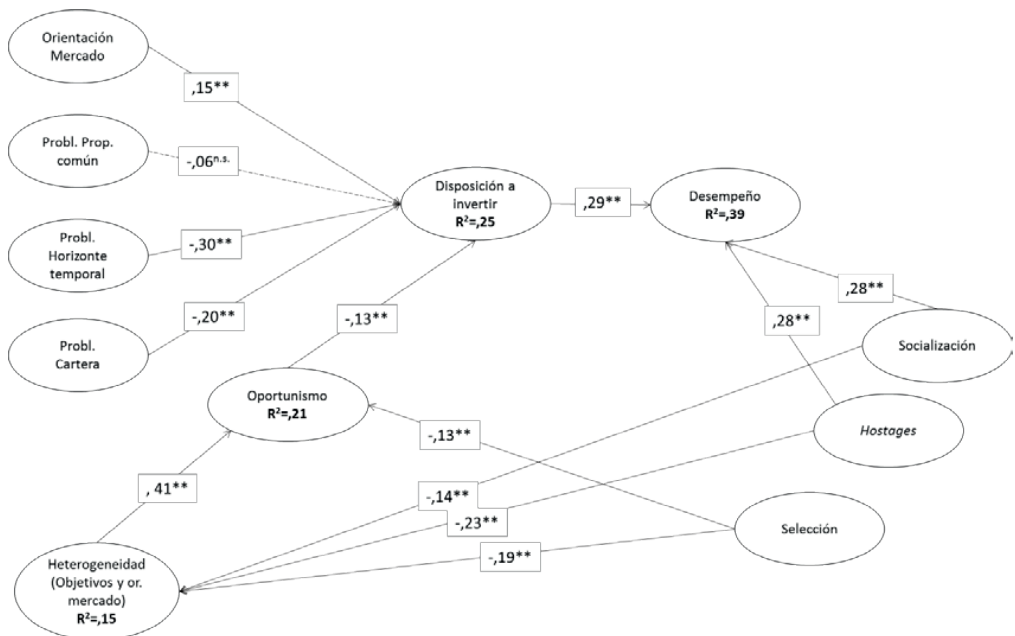 Orientación
Mercado
,15**
Probl. Prop.
común
-,06n.s.
Probl.
Horizonte
temporal
-,30**
Probl.
Cartera
-,20**
Disposición a
invertir
R²=,25
,29**
Desempeño
R²=,39
,28**
,28**
Socialización
-,13**
Oportunismo
R²=,21
-,13**
Hostages
, 41**
-,14**
-,23**
Selección
-,19**
Heterogeneidad
(Objetivos y or.
mercado)
R²=,15